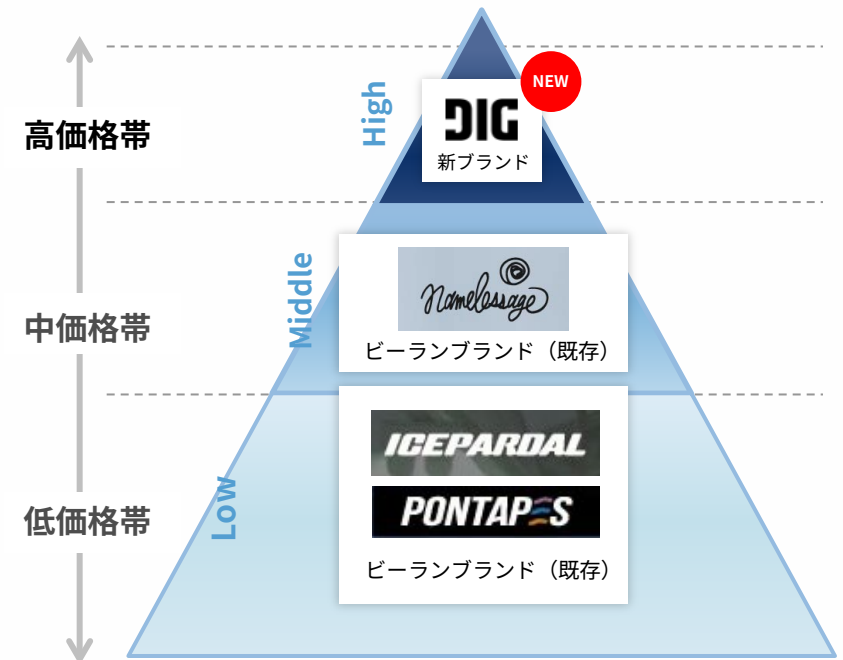 高価格帯
High
NEW
DIG
新ブランド
中価格帯
Middle
Namelessage
ビーランブランド（既存）
低価格帯
Low
ICEPARDAL
PONTAPES
ビーランブランド（既存）